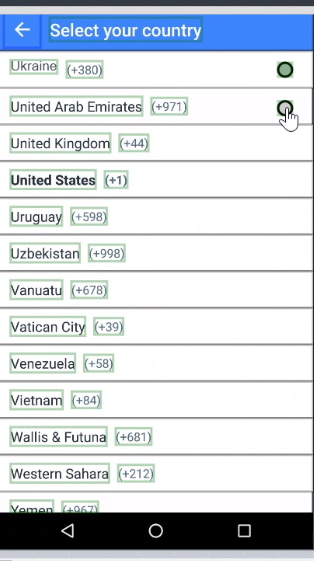 Select your country
Ukraine (+380)
United Arab Emirates (+971)
United Kingdom (+44)
United States (+1)
Uruguay (+598)
Uzbekistan (+998)
Vanuatu (+678)
Vatican City (+39)
Venezuela (+58)
Vietnam (+84)
Wallis & Futuna (+681)
Western Sahara (+212)
Yemen (+967)